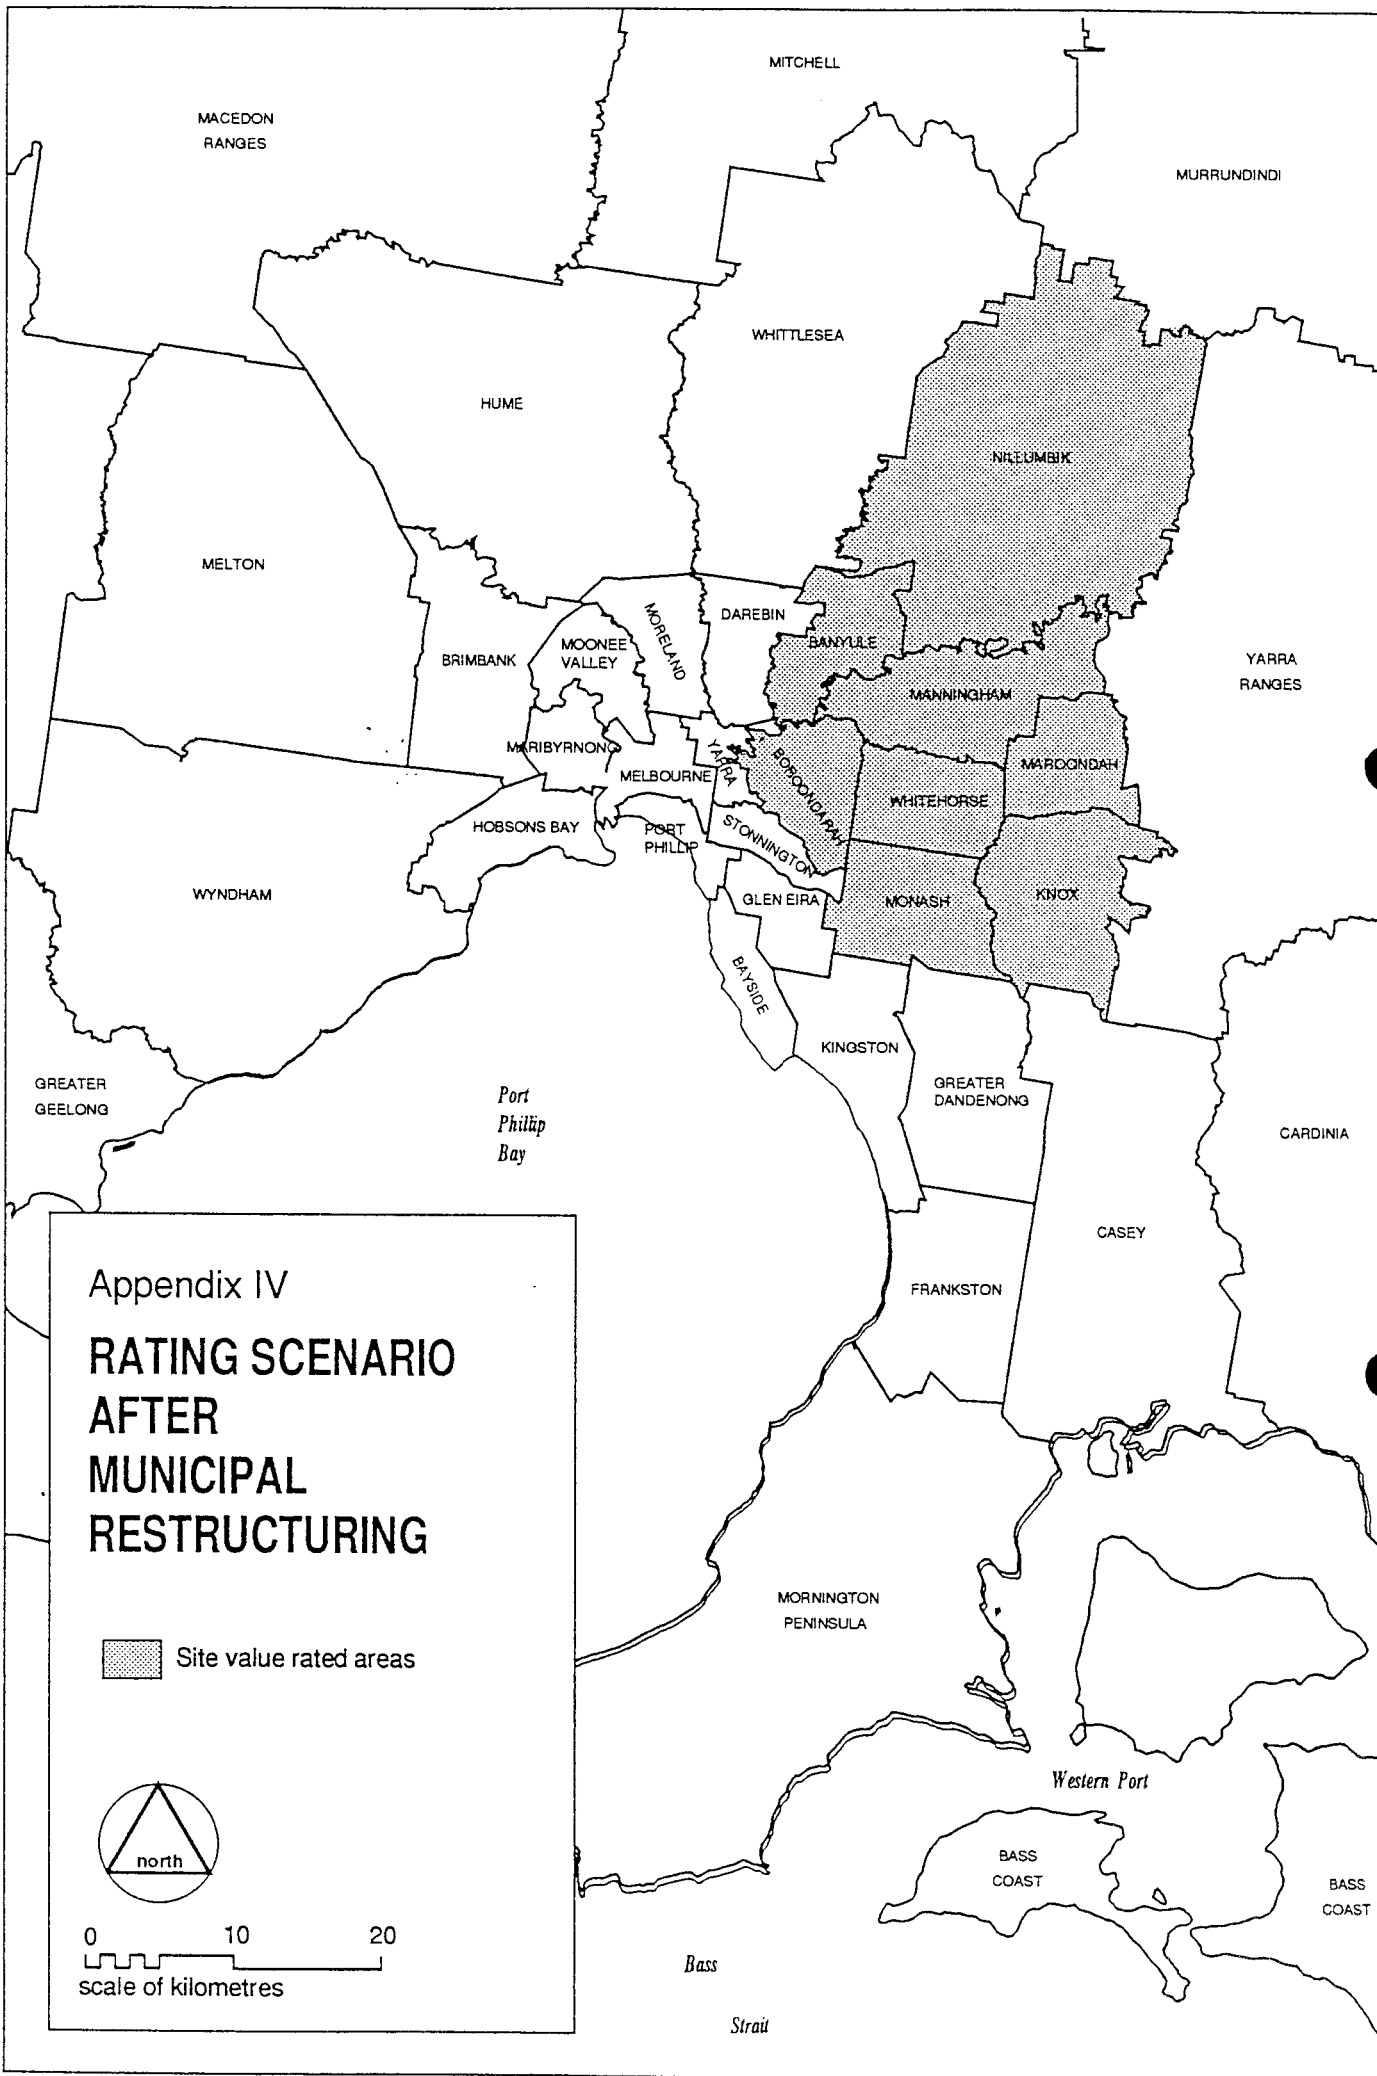 MITCHELL
MACEDON
RANGES
MURRUNDINDI
WHITTLESEA
HUME
NILLUMBIK
MELTON
MORELAND
DAREBIN
BANYULE
MOONEE
VALLEY
BRIMBANK
YARRA
RANGES
MANNINGHAM
MARIBYRNONG
YARRA
BOROONDARAH
MAROONDAH
MELBOURNE
WHITEHORSE
HOBSONS BAY
PORT
PHILLIP
STONNINGTON
WYNDHAM
GLEN EIRA
MONASH
KNOX
BAYSIDE
KINGSTON
GREATER
GEELONG
GREATER
DANDENONG
Port
Phillip
Bay
CARDINIA
CASEY
FRANKSTON
Appendix IV
RATING SCENARIO
AFTER
MUNICIPAL
RESTRUCTURING
Site value rated areas
MORNINGTON
PENINSULA
Western Port
north
BASS
COAST
BASS
COAST
0 10 20
scale of kilometres
Bass
Strait